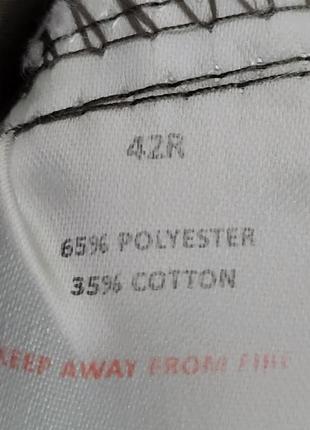 42R
65% POLYESTER
35% COTTON
KEEP AWAY FROM FIRE